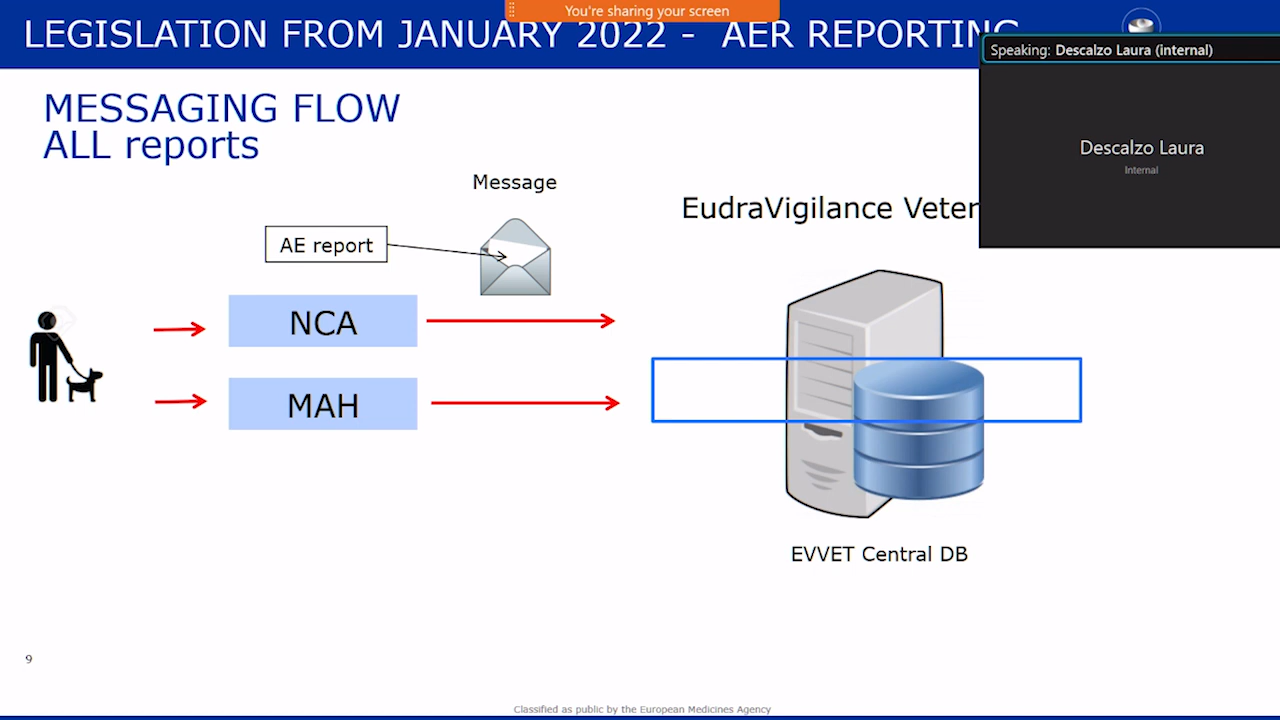 You're sharing your screen
LEGISLATION FROM JANUARY 2022 - AER REPORTING
Speaking: Descalzo Laura (internal)
Descalzo Laura
Internal
MESSAGING FLOW
ALL reports
Message
EudraVigilance Veter
AE report
NCA
MAH
EVVET Central DB
9
Classified as public by the European Medicines Agency